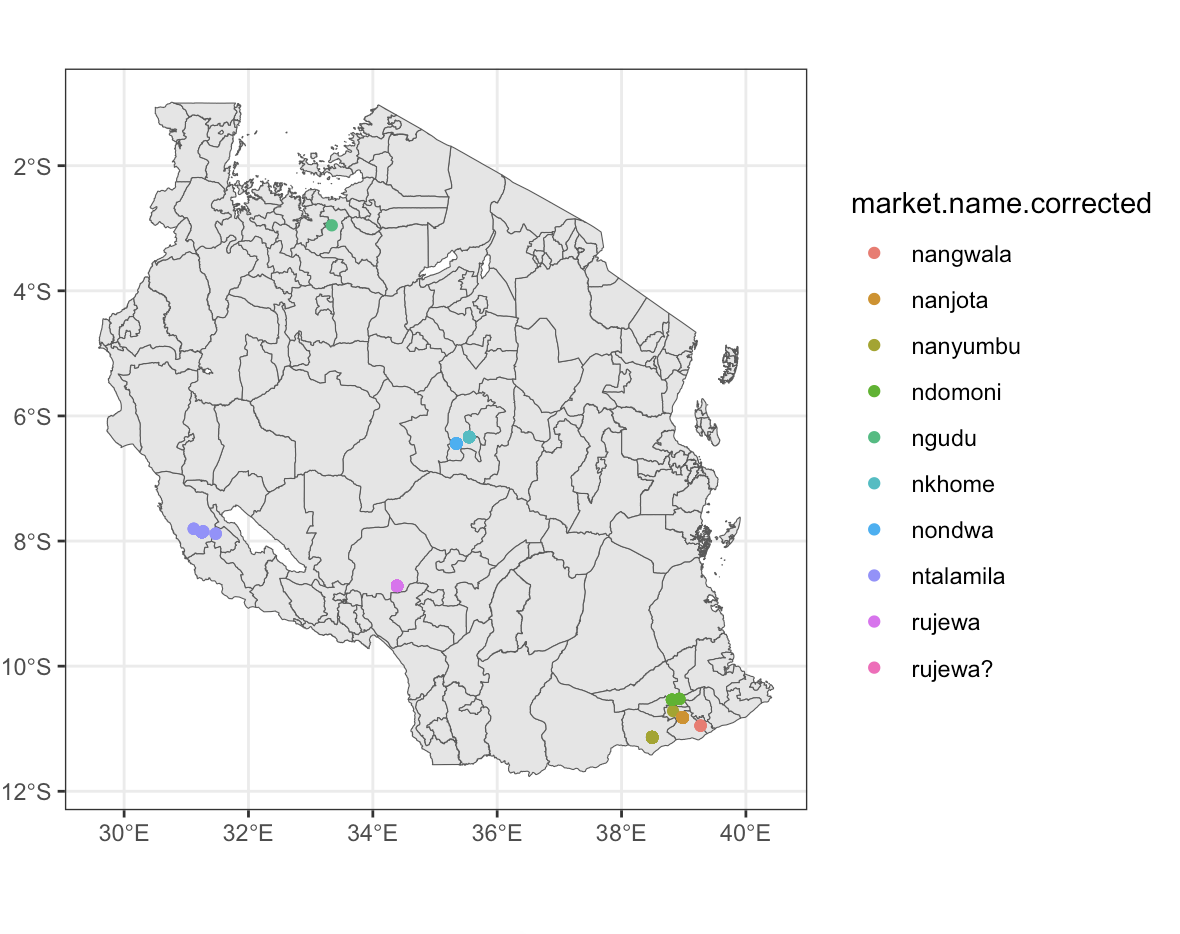 2°S
4°S
6°S
8°S
10°S
12°S
30°E 32°E 34°E 36°E 38°E 40°E
market.name.corrected
nangwala
nanjota
nanyumbu
ndomoni
ngudu
nkhome
nondwa
ntalamila
rujewa
rujewa?